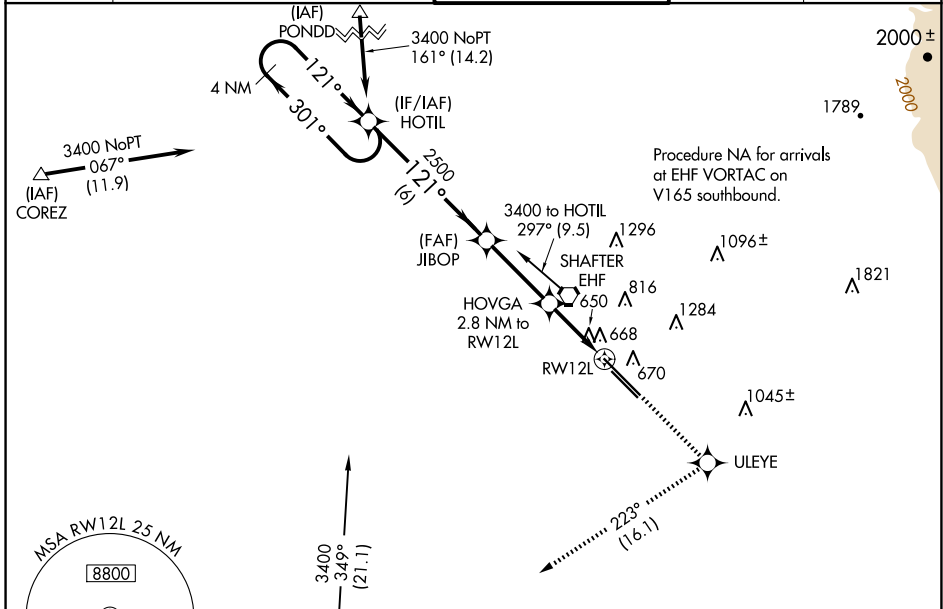 (IAF)
PONDD
3400 NoPT
161° (14.2)
2000 ±
2000
1789
4 NM
121°
301°
(IF/IAF)
HOTIL
3400 NoPT
067°
(11.9)
(IAF)
COREZ
2500
121°
(6)
Procedure NA for arrivals
at EHF VORTAC on
V165 southbound.
3400 to HOTIL
297° (9.5)
(FAF)
JIBOP
SHAFTER
EHF
1296
1096 ±
1821
HOVGA
2.8 NM to
RW12L
650
816
1284
668
RW12L
670
1045 ±
ULEYE
223°
(16.1)
3400
349°
(21.1)
MSA RW12L 25 NM
8800